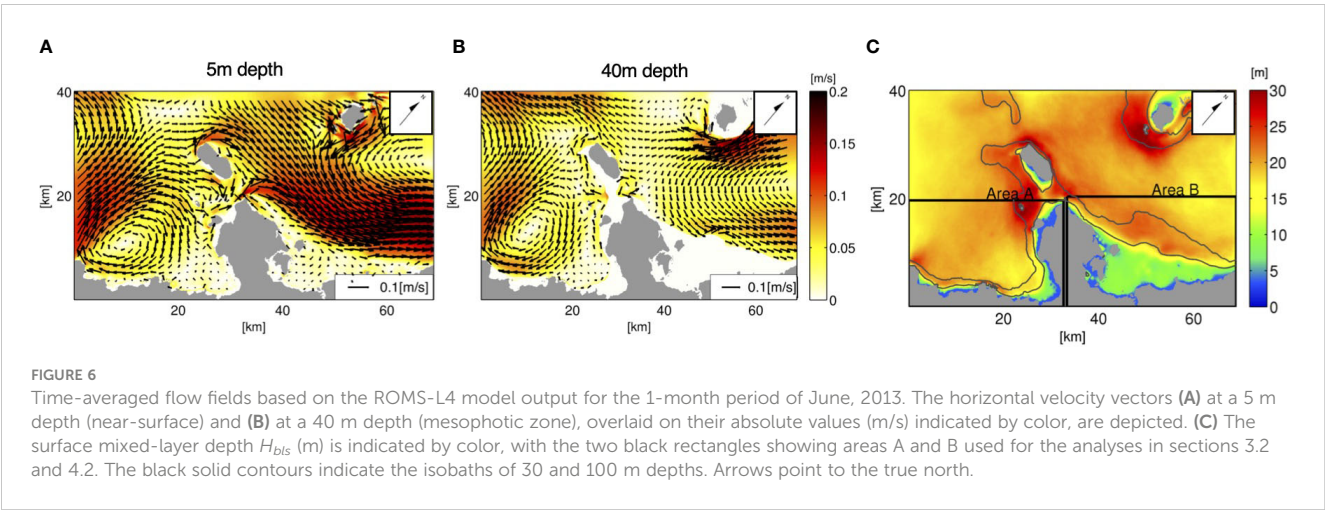 A
B
C
5m depth
40m depth
[m/s]
[m]
40
20
[km]
20
40
60
[km]
0.1[m/s]
40
20
[km]
20
40
60
[km]
0.1[m/s]
0.2
0.15
0.1
0.05
0
40
20
[km]
Area A
Area B
20
40
60
[km]
30
25
20
15
10
5
0
FIGURE 6
Time-averaged flow fields based on the ROMS-L4 model output for the 1-month period of June, 2013. The horizontal velocity vectors (A) at a 5 m
depth (near-surface) and (B) at a 40 m depth (mesophotic zone), overlaid on their absolute values (m/s) indicated by color, are depicted. (C) The
surface mixed-layer depth Hbls (m) is indicated by color, with the two black rectangles showing areas A and B used for the analyses in sections 3.2
and 4.2. The black solid contours indicate the isobaths of 30 and 100 m depths. Arrows point to the true north.